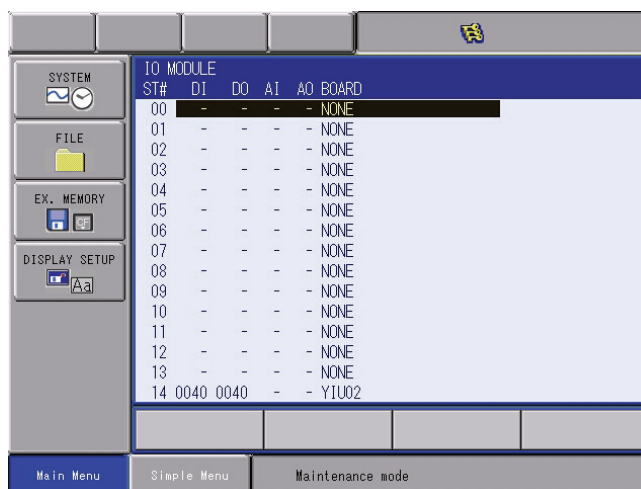 SYSTEM
FILE
EX. MEMORY
CF
DISPLAY SETUP
Aa
IO MODULE
ST# DI DO AI AO BOARD
00 - - - - NONE
01 - - - - NONE
02 - - - - NONE
03 - - - - NONE
04 - - - - NONE
05 - - - - NONE
06 - - - - NONE
07 - - - - NONE
08 - - - - NONE
09 - - - - NONE
10 - - - - NONE
11 - - - - NONE
12 - - - - NONE
13 - - - - NONE
14 0040 0040 - - YIU02
Main Menu
Simple Menu
Maintenance mode